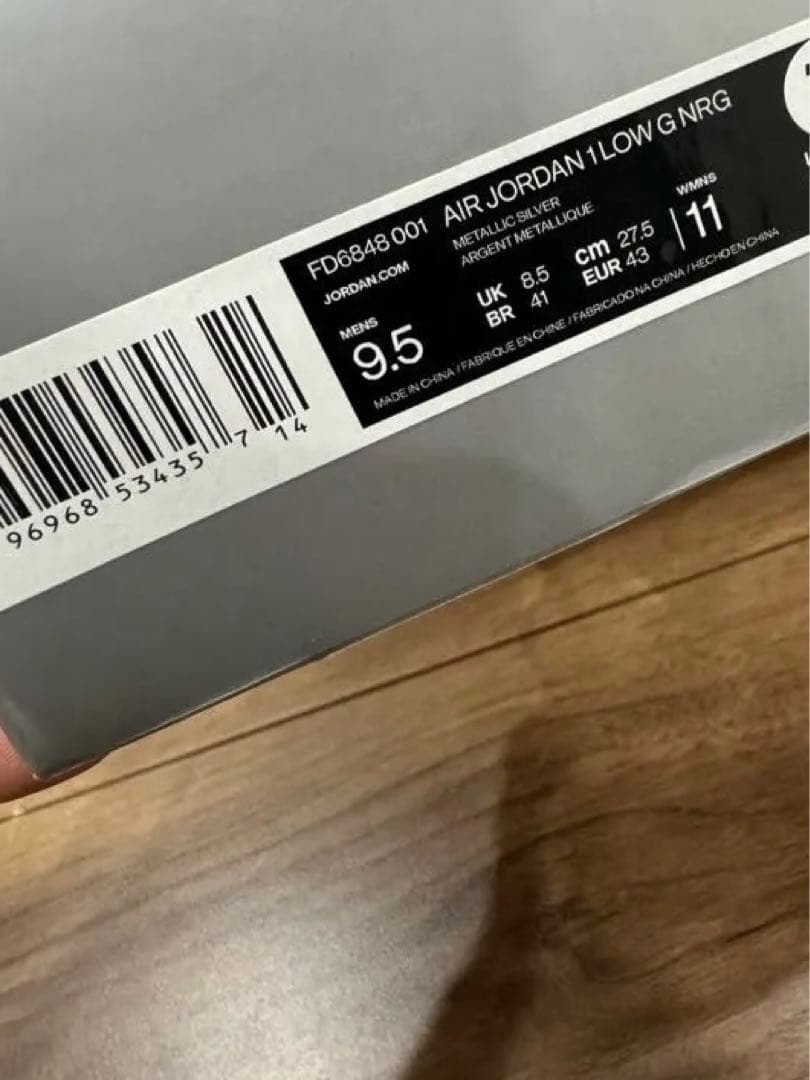 FD6848 001 AIR JORDAN 1 LOW G NRG
JORDAN.COM
METALLIC SILVER
ARGENT METALLIQUE
MENS
9.5
UK 8.5
BR 41
cm 27.5
EUR 43
WMNS
11
MADE IN CHINA / FABRIQUE EN CHINE / FABRICADO NA CHINA / HECHO EN CHINA
96968 53435 7 14